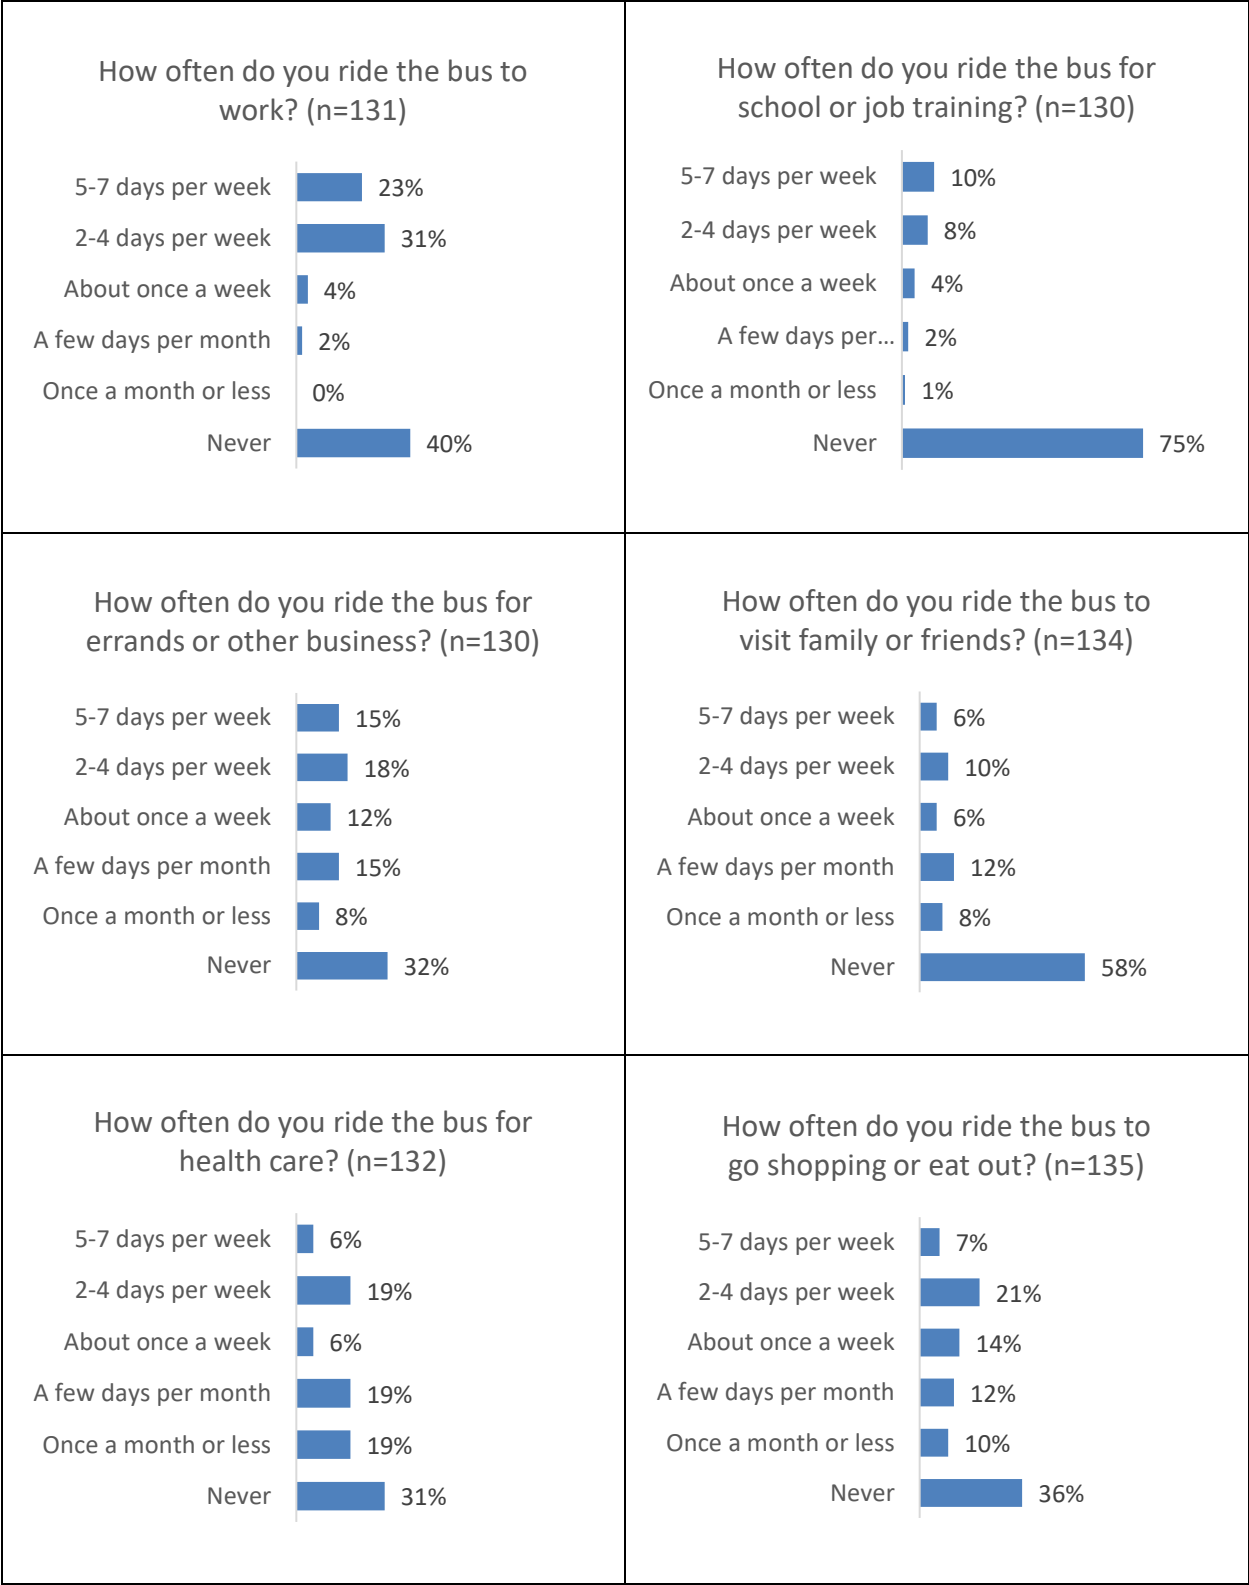 How often do you ride the bus to
work? (n=131)
5-7 days per week 23%
2-4 days per week 31%
About once a week 4%
A few days per month 2%
Once a month or less 0%
Never 40%
How often do you ride the bus for
school or job training? (n=130)
5-7 days per week 10%
2-4 days per week 8%
About once a week 4%
A few days per... 2%
Once a month or less 1%
Never 75%
How often do you ride the bus for
errands or other business? (n=130)
5-7 days per week 15%
2-4 days per week 18%
About once a week 12%
A few days per month 15%
Once a month or less 8%
Never 32%
How often do you ride the bus to
visit family or friends? (n=134)
5-7 days per week 6%
2-4 days per week 10%
About once a week 6%
A few days per month 12%
Once a month or less 8%
Never 58%
How often do you ride the bus for
health care? (n=132)
5-7 days per week 6%
2-4 days per week 19%
About once a week 6%
A few days per month 19%
Once a month or less 19%
Never 31%
How often do you ride the bus to
go shopping or eat out? (n=135)
5-7 days per week 7%
2-4 days per week 21%
About once a week 14%
A few days per month 12%
Once a month or less 10%
Never 36%